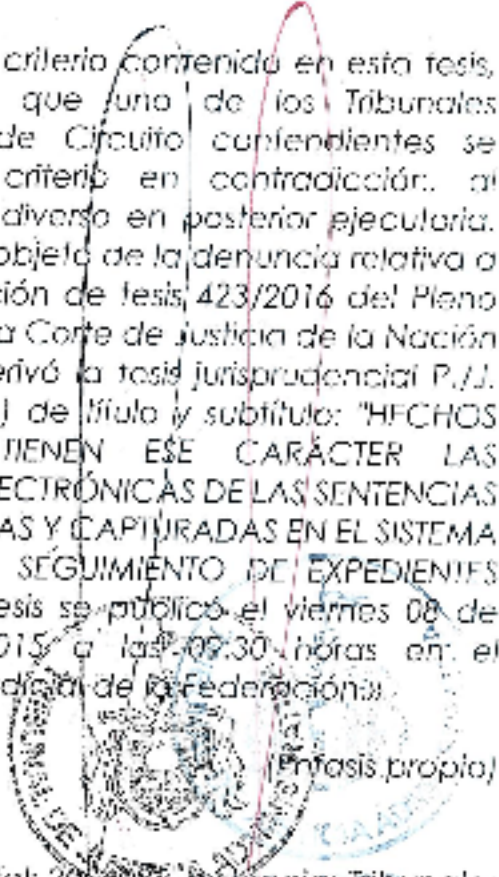 criterio contenido en esta tesis,
que uno de los Tribunales
de Circuito contendientes se
criterio en contradicción. al
diverso en posterior ejecutoria.
objeto de la denuncia relativa a
ción de tesis 423/2016 del Pleno
a Corte de Justicia de la Nación
erivó la tesis jurisprudencial P./J.
) de título y subtítulo: "HECHOS
TIENEN ESE CARÁCTER LAS
ECTRÓNICAS DE LAS SENTENCIAS
AS Y CAPTURADAS EN EL SISTEMA
SEGUIMIENTO DE EXPEDIENTES
esis se publicó el viernes 08 de
015 a las 09:30 horas en el
dicial de la Federación»
(Énfasis propio)